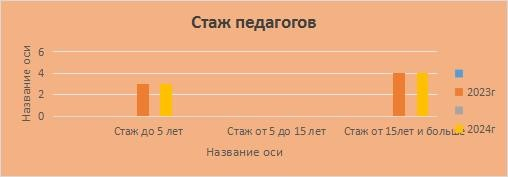 Стаж педагогов
Название оси
6
4
2
0
Стаж до 5 лет
Стаж от 5 до 15 лет
Стаж от 15лет и больше
Название оси
2023г
2024г